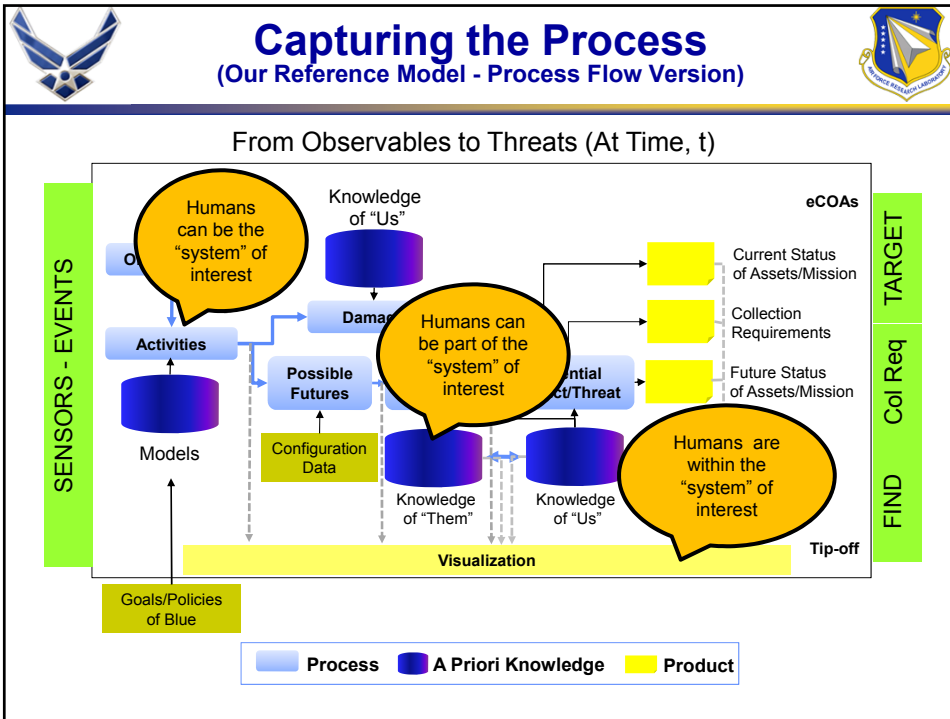 Capturing the Process
(Our Reference Model - Process Flow Version)
AIR FORCE RESEARCH LABORATORY
From Observables to Threats (At Time, t)
SENSORS - EVENTS
Humans
can be the
“system” of
interest
Knowledge
of “Us”
eCOAs
Activities
Models
Possible
Futures
Configuration
Data
Humans can
be part of the
“system” of
interest
Knowledge
of “Them”
Knowledge
of “Us”
Current Status
of Assets/Mission
Collection
Requirements
Future Status
of Assets/Mission
Humans are
within the
“system” of
interest
Tip-off
Visualization
TARGET
Col Req
FIND
Goals/Policies
of Blue
Process
A Priori Knowledge
Product